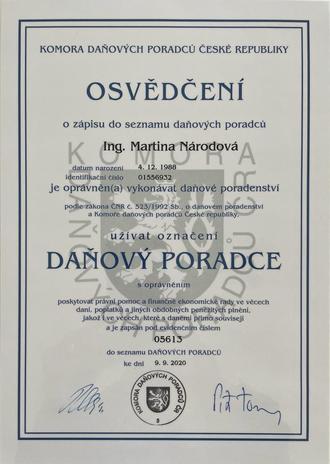 KOMORA DAŇOVÝCH PORADCŮ ČESKÉ REPUBLIKY
OSVĚDČENÍ
o zápisu do seznamu daňových poradců
Ing. Martina Národová
datum narození 4. 12. 1988
identifikační číslo 01556932
je oprávněn(a) vykonávat daňové poradenství
podle zákona ČNR č. 523/1992 Sb., o daňovém poradenství
a Komoře daňových poradců České republiky,
užívat označení
DAŇOVÝ PORADCE
s oprávněním
poskytovat právní pomoc a finančně ekonomické rady ve věcech
daní, poplatků a jiných obdobných peněžitých plnění,
jakož i ve věcech, které s daněmi přímo souvisejí
a je zapsán pod evidenčním číslem
05613
do seznamu DAŇOVÝCH PORADCŮ
ke dni 9. 9. 2020
KOMORA DAŇOVÝCH PORADCŮ ČR